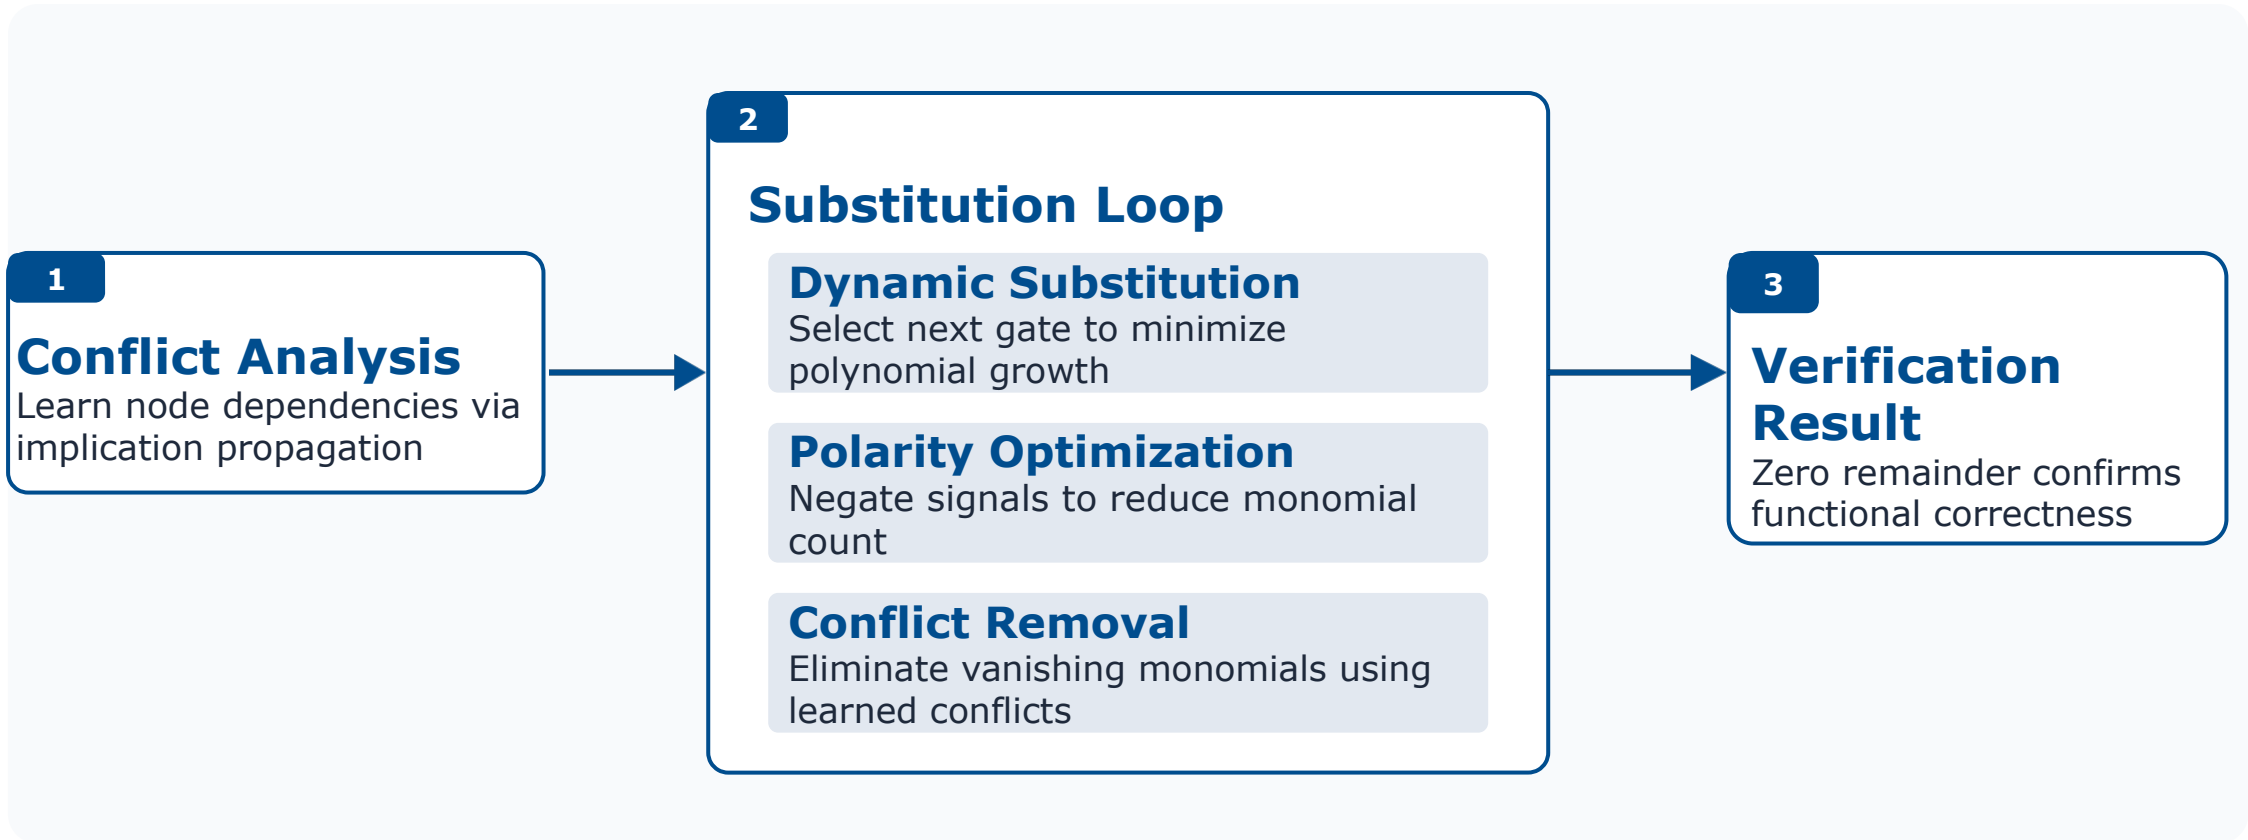 1
Conflict Analysis
Learn node dependencies via
implication propagation
2
Substitution Loop
Dynamic Substitution
Select next gate to minimize
polynomial growth
Polarity Optimization
Negate signals to reduce monomial
count
Conflict Removal
Eliminate vanishing monomials using
learned conflicts
3
Verification
Result
Zero remainder confirms
functional correctness